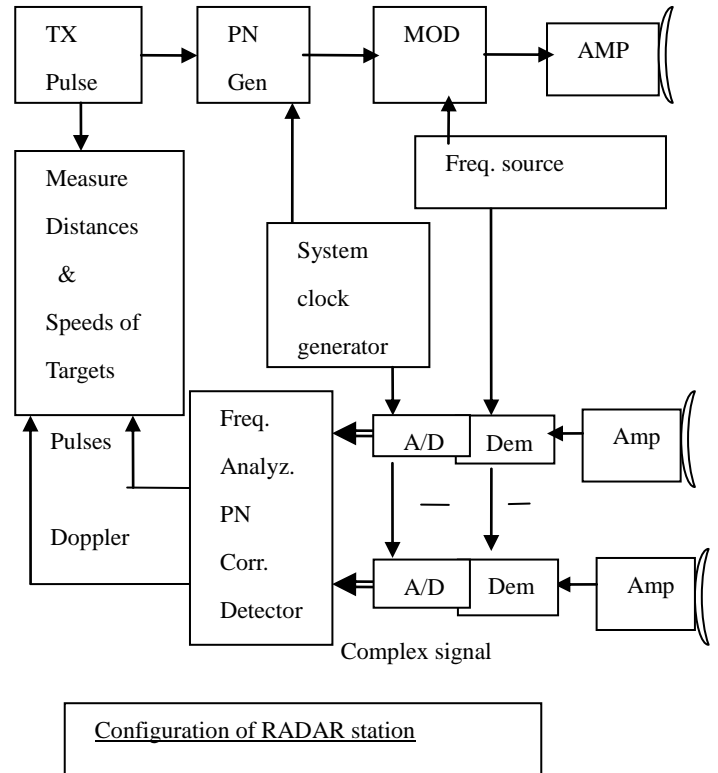 TX
Pulse
PN
Gen
MOD
AMP
Measure
Distances
&
Speeds of
Targets
Freq. source
System
clock
generator
Pulses
Doppler
Freq.
Analyz.
PN
Corr.
Detector
A/D
Dem
Amp
A/D
Dem
Amp
Complex signal
Configuration of RADAR station